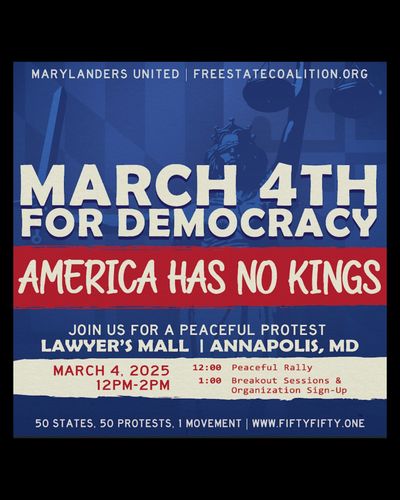 MARYLANDERS UNITED | FREESTATECOALITION.ORG
MARCH 4TH
FOR DEMOCRACY
AMERICA HAS NO KINGS
JOIN US FOR A PEACEFUL PROTEST
LAWYER'S MALL | ANNAPOLIS, MD
MARCH 4, 2025
12PM-2PM
12:00 Peaceful Rally
1:00 Breakout Sessions &
Organization Sign-Up
50 STATES, 50 PROTESTS, 1 MOVEMENT | WWW.FIFTYFIFTY.ONE